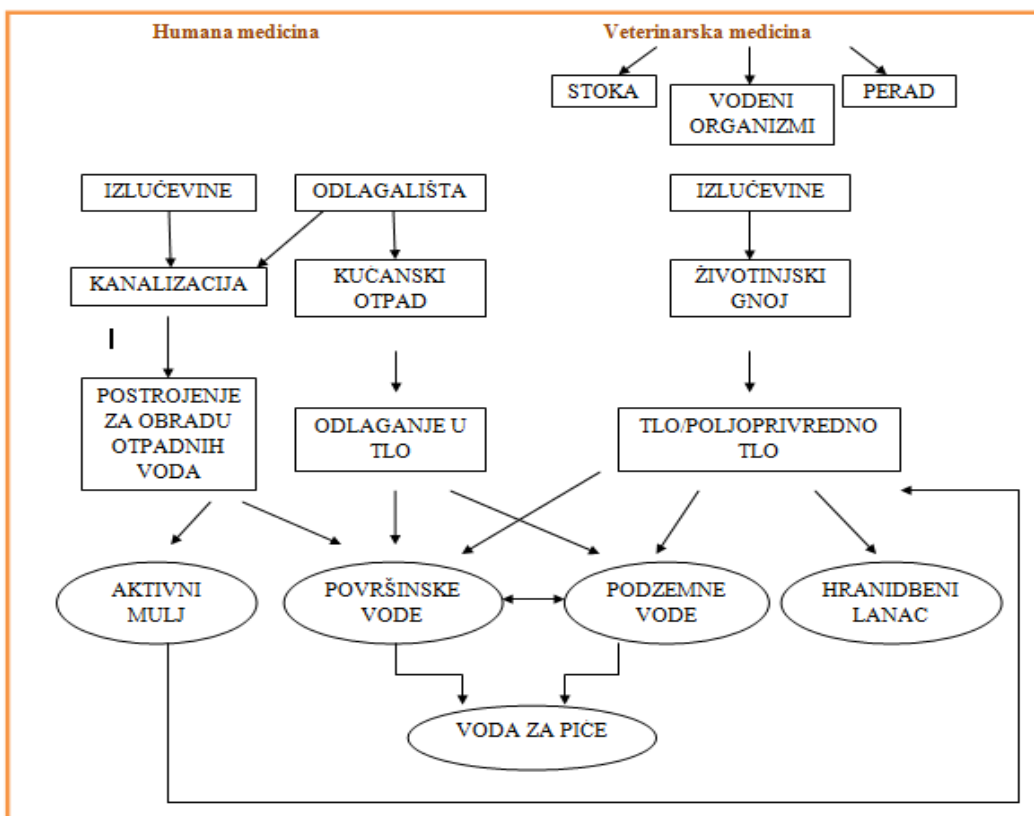 Humana medicina
Veterinarska medicina
STOKA
VODENI
ORGANIZMI
PERAD
IZLUČEVINE
ODLAGALIŠTA
IZLUČEVINE
KANALIZACIJA
KUĆANSKI
OTPAD
ŽIVOTINJSKI
GNOJ
POSTROJENJE
ZA OBRADU
OTPADNIH
VODA
ODLAGANJE U
TLO
TLO/POLJOPRIVREDNO
TLO
AKTIVNI
MULJ
POVRŠINSKE
VODE
PODZEMNE
VODE
HRANIDBENI
LANAC
VODA ZA PIĆE